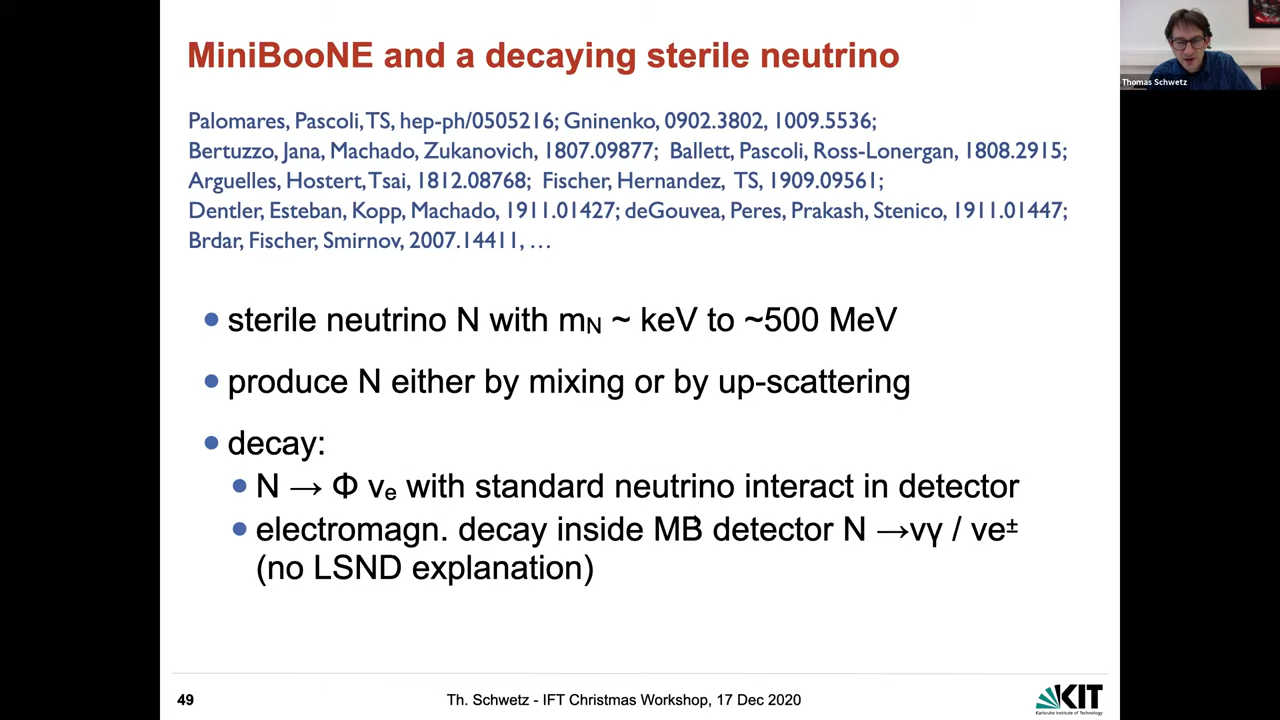 MiniBooNE and a decaying sterile neutrino
Thomas Schwetz
Palomares, Pascoli, TS, hep-ph/0505216; Gninenko, 0902.3802, 1009.5536;
Bertuzzo, Jana, Machado, Zukanovich, 1807.09877; Ballett, Pascoli, Ross-Lonergan, 1808.2915;
Arguelles, Hostert, Tsai, 1812.08768; Fischer, Hernandez, TS, 1909.09561;
Dentler, Esteban, Kopp, Machado, 1911.01427; deGouvea, Peres, Prakash, Stenico, 1911.01447;
Brdar, Fischer, Smirnov, 2007.14411, …
• sterile neutrino N with mN ~ keV to ~500 MeV
• produce N either by mixing or by up-scattering
• decay:
• N → Φ νe with standard neutrino interact in detector
• electromagn. decay inside MB detector N →νγ / νe±
(no LSND explanation)
49
Th. Schwetz - IFT Christmas Workshop, 17 Dec 2020
KIT
Karlsruhe Institute of Technology